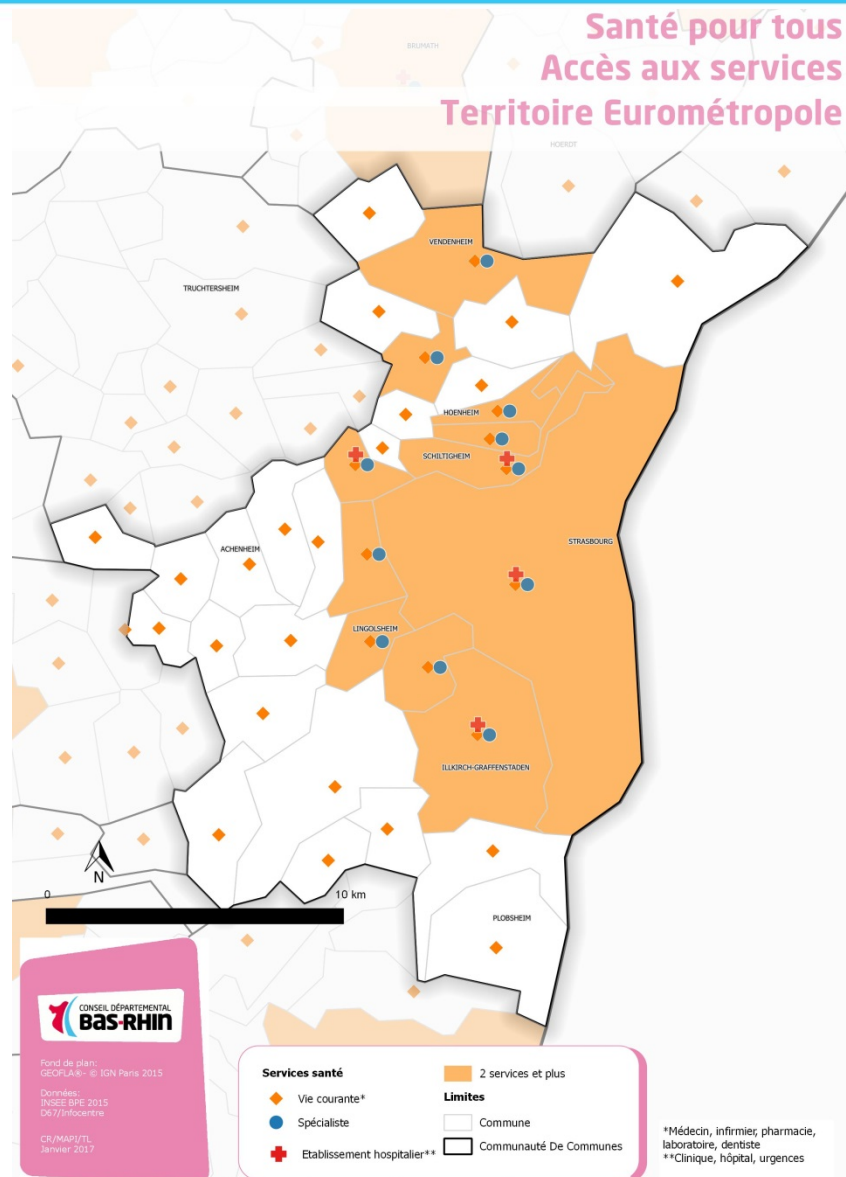 Santé pour tous
Accès aux services
Territoire Eurométropole
BRUMATH
HOERDT
VENDENHEIM
TRUCHTERSHEIM
HOENHEIM
SCHILTIGHEIM
STRASBOURG
ACHENHEIM
LINGOLSHEIM
ILLKIRCH-GRAFFENSTADEN
PLOBSHEIM
N
0 10 km
CONSEIL DÉPARTEMENTAL
BaS-RHIn
Fond de plan:
GEOFLA®- © IGN Paris 2015
Données:
INSEE BPE 2015
D67/Infocentre
CR/MAPI/TL
Janvier 2017
Services santé
Vie courante*
Spécialiste
Etablissement hospitalier**
2 services et plus
Limites
Commune
Communauté De Communes
*Médecin, infirmier, pharmacie,
laboratoire, dentiste
**Clinique, hôpital, urgences